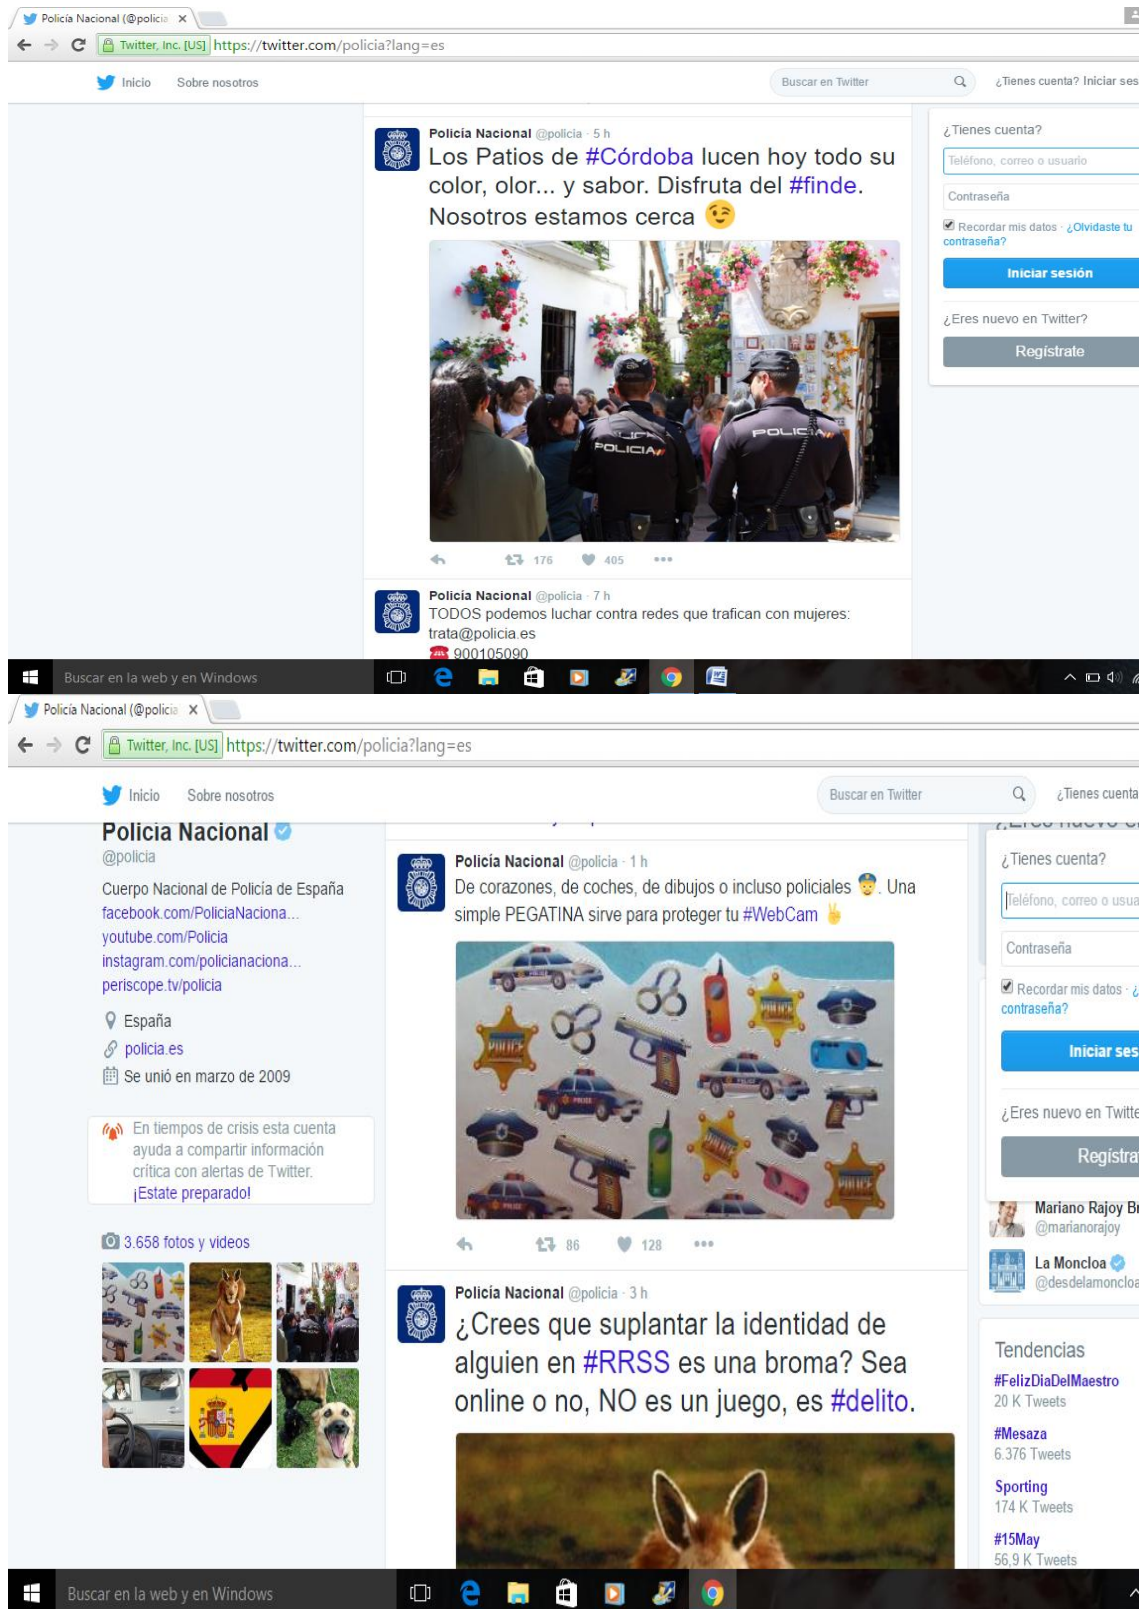 Policía Nacional (@policia
Twitter, Inc. [US] https://twitter.com/policia?lang=es
Inicio Sobre nosotros Buscar en Twitter ¿Tienes cuenta? Iniciar ses
Policía Nacional @policia · 5 h
Los Patios de #Córdoba lucen hoy todo su
color, olor... y sabor. Disfruta del #finde.
Nosotros estamos cerca 😉
POLICIA
POLICIA
176 405
Policía Nacional @policia · 7 h
TODOS podemos luchar contra redes que trafican con mujeres:
trata@policia.es
☎ 900105090
¿Tienes cuenta?
Teléfono, correo o usuario
Contraseña
Recordar mis datos · ¿Olvidaste tu
contraseña?
Iniciar sesión
¿Eres nuevo en Twitter?
Regístrate
Buscar en la web y en Windows
Policía Nacional (@policia
Twitter, Inc. [US] https://twitter.com/policia?lang=es
Inicio Sobre nosotros Buscar en Twitter ¿Tienes cuenta
Policía Nacional
@policia
Cuerpo Nacional de Policía de España
facebook.com/PoliciaNaciona...
youtube.com/Policia
instagram.com/policianaciona...
periscope.tv/policia
España
policia.es
Se unió en marzo de 2009
En tiempos de crisis esta cuenta
ayuda a compartir información
crítica con alertas de Twitter.
¡Estate preparado!
3.658 fotos y videos
Policía Nacional @policia · 1 h
De corazones, de coches, de dibujos o incluso policiales 👮. Una
simple PEGATINA sirve para proteger tu #WebCam ✌
86 128
Policía Nacional @policia · 3 h
¿Crees que suplantar la identidad de
alguien en #RRSS es una broma? Sea
online o no, NO es un juego, es #delito.
¿Tienes cuenta?
Teléfono, correo o usua
Contraseña
Recordar mis datos · ¿
contraseña?
Iniciar ses
¿Eres nuevo en Twitte
Regístra
Mariano Rajoy Br
@marianorajoy
La Moncloa
@desdelamoncloa
Tendencias
#FelizDiaDelMaestro
20 K Tweets
#Mesaza
6.376 Tweets
Sporting
174 K Tweets
#15May
56,9 K Tweets
Buscar en la web y en Windows